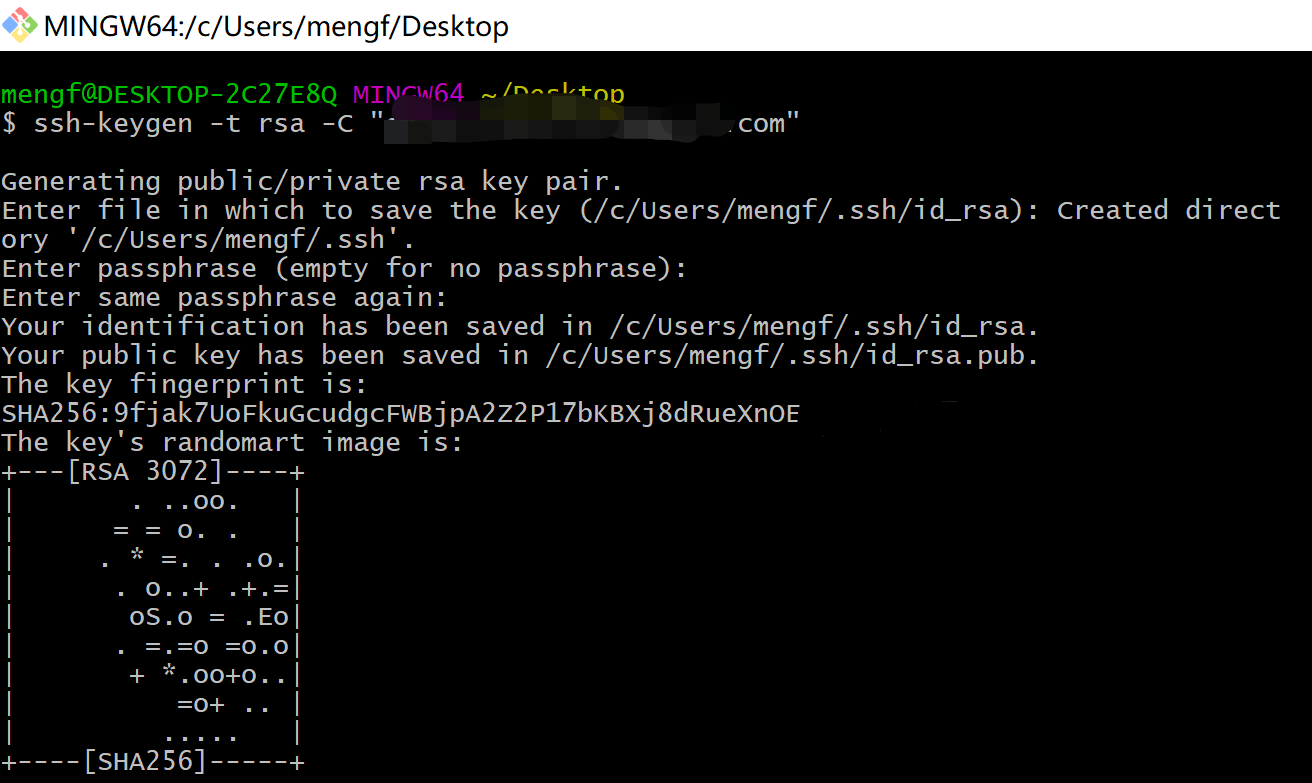 MINGW64:/c/Users/mengf/Desktop
mengf@DESKTOP-2C27E8Q MINGW64 ~/Desktop
$ ssh-keygen -t rsa -C " .com"
Generating public/private rsa key pair.
Enter file in which to save the key (/c/Users/mengf/.ssh/id_rsa): Created direct
ory '/c/Users/mengf/.ssh'.
Enter passphrase (empty for no passphrase):
Enter same passphrase again:
Your identification has been saved in /c/Users/mengf/.ssh/id_rsa.
Your public key has been saved in /c/Users/mengf/.ssh/id_rsa.pub.
The key fingerprint is:
SHA256:9fjak7UoFkuGcudgcFWBjpA2Z2P17bKBXj8dRueXnOE
The key's randomart image is:
+---[RSA 3072]----+
|       . ..oo.   |
|      = = o. .   |
|     . * =. . .o.|
|      . o..+ .+.=|
|       oS.o = .Eo|
|      . =.=o =o.o|
|       + *.oo+o..|
|          =o+ .. |
|         .....   |
+----[SHA256]-----+